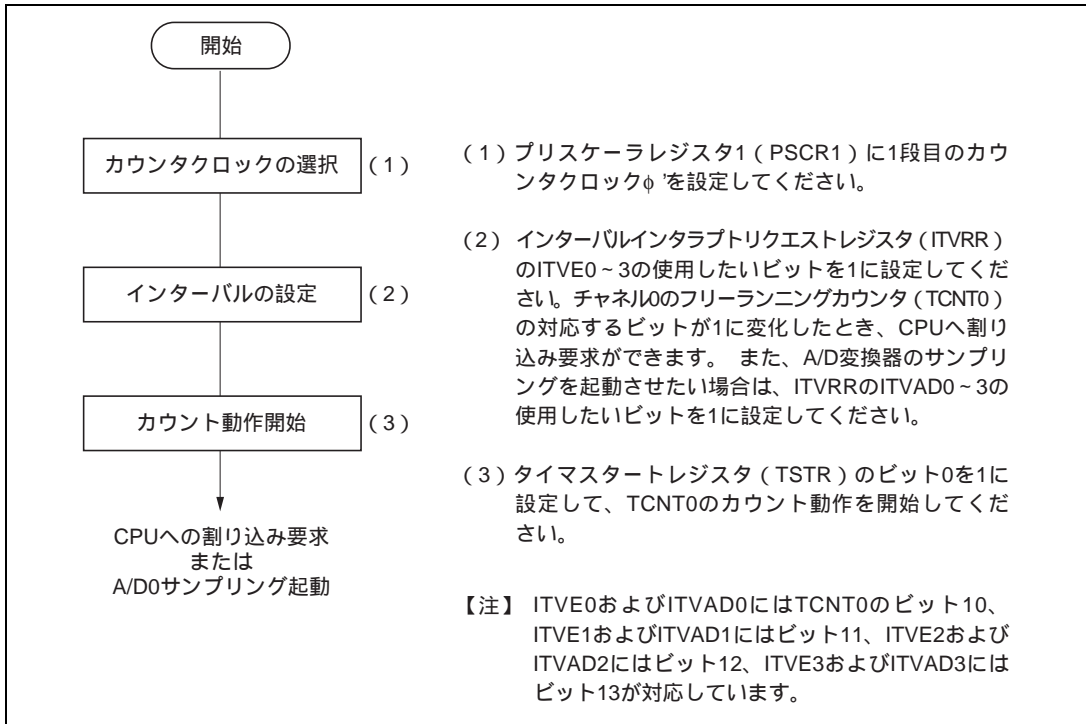 開始
カウンタクロックの選択 (1)
インターバルの設定 (2)
カウント動作開始 (3)
CPUへの割り込み要求
または
A/D0サンプリング起動
(1)プリスケーラレジスタ1(PSCR1)に1段目のカウ
ンタクロックφ'を設定してください。
(2) インターバルインタラプトリクエストレジスタ(ITVRR)
のITVE0~3の使用したいビットを1に設定してくだ
さい。チャネル0のフリーランニングカウンタ(TCNT0)
の対応するビットが1に変化したとき、CPUへ割り
込み要求ができます。 また、A/D変換器のサンプリ
ングを起動させたい場合は、ITVRRのITVAD0~3の
使用したいビットを1に設定してください。
(3)タイマスタートレジスタ(TSTR)のビット0を1に
設定して、TCNT0のカウント動作を開始してくだ
さい。
【注】 ITVE0およびITVAD0にはTCNT0のビット10、
ITVE1およびITVAD1にはビット11、ITVE2および
ITVAD2にはビット12、ITVE3およびITVAD3には
ビット13が対応しています。